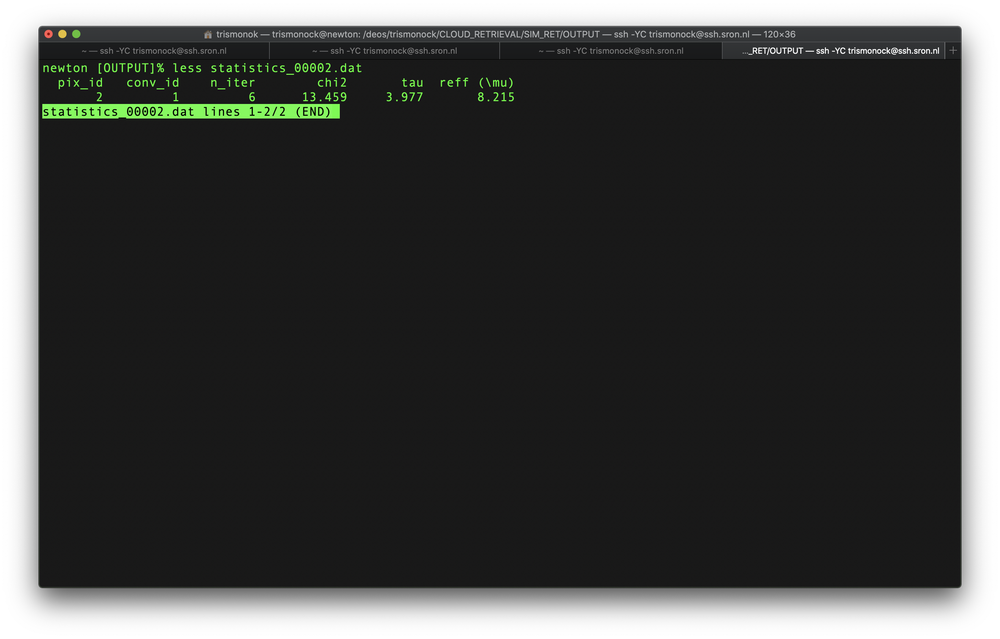 trismonok — trismonock@newton: /deos/trismonock/CLOUD_RETRIEVAL/SIM_RET/OUTPUT — ssh -YC trismonock@ssh.sron.nl — 120×36
~ — ssh -YC trismonock@ssh.sron.nl ~ — ssh -YC trismonock@ssh.sron.nl ~ — ssh -YC trismonock@ssh.sron.nl ..._RET/OUTPUT — ssh -YC trismonock@ssh.sron.nl +
newton [OUTPUT]% less statistics_00002.dat
pix_id conv_id n_iter chi2 tau reff (\mu)
2 1 6 13.459 3.977 8.215
statistics_00002.dat lines 1-2/2 (END)